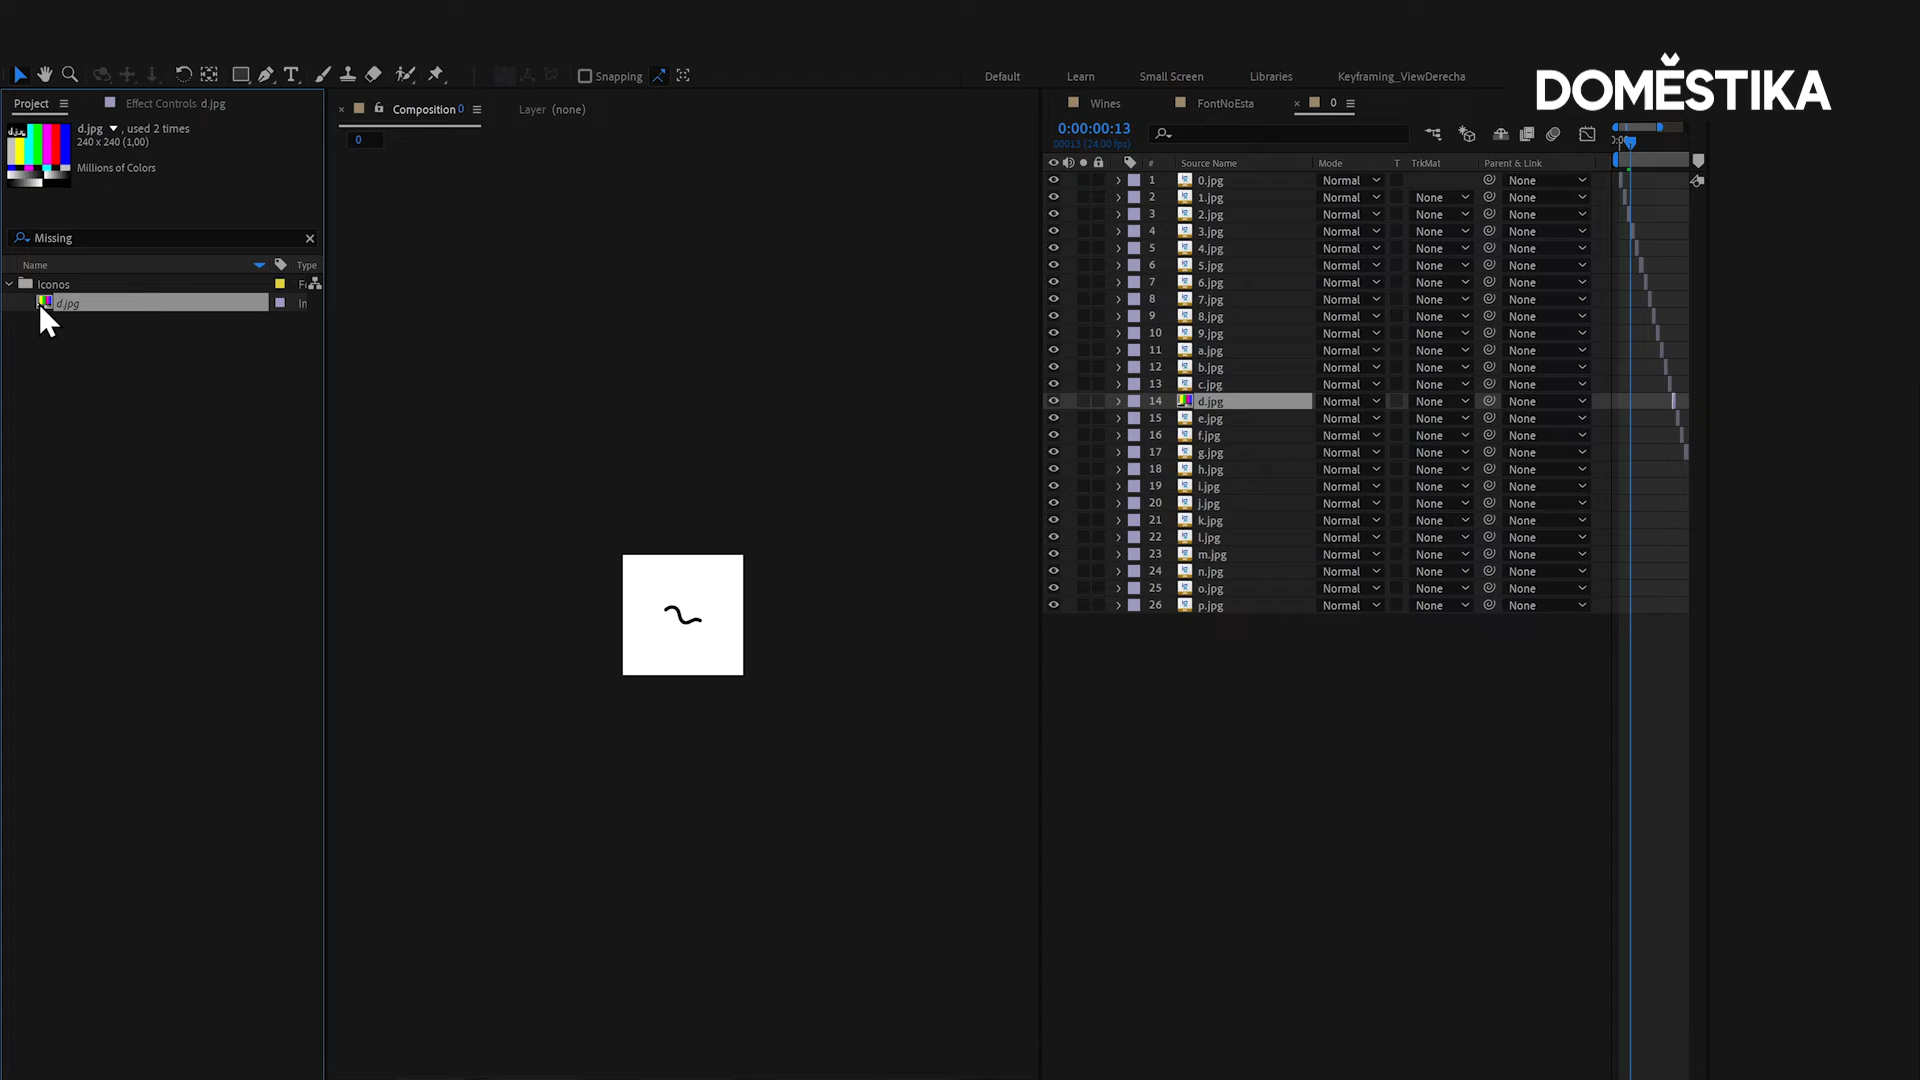 DOMĚSTIKA
Snapping
Default
Learn
Small Screen
Libraries
Keyframing_ViewDerecha
Project
Effect Controls d.jpg
d.jpg , used 2 times
240 x 240 (1,00)
Millions of Colors
Missing
Name
Type
Iconos
d.jpg
In
Composition 0
Layer (none)
0
Wines
FontNoEsta
0
0:00:00:13
00013 (24.00 fps)
# Source Name Mode T TrkMat Parent & Link
1 0.jpg Normal None
2 1.jpg Normal None None
3 2.jpg Normal None None
4 3.jpg Normal None None
5 4.jpg Normal None None
6 5.jpg Normal None None
7 6.jpg Normal None None
8 7.jpg Normal None None
9 8.jpg Normal None None
10 9.jpg Normal None None
11 a.jpg Normal None None
12 b.jpg Normal None None
13 c.jpg Normal None None
14 d.jpg Normal None None
15 e.jpg Normal None None
16 f.jpg Normal None None
17 g.jpg Normal None None
18 h.jpg Normal None None
19 i.jpg Normal None None
20 j.jpg Normal None None
21 k.jpg Normal None None
22 l.jpg Normal None None
23 m.jpg Normal None None
24 n.jpg Normal None None
25 o.jpg Normal None None
26 p.jpg Normal None None